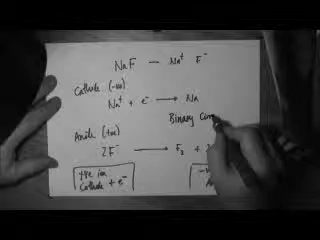 NaF — Na⁺ F⁻
Cathode (-ve)
Na⁺ + e⁻ → Na
Binary Com
Anode (+ve)
2F⁻ → F₂ + 2
+ve ion
Cathode + e⁻
-v
A